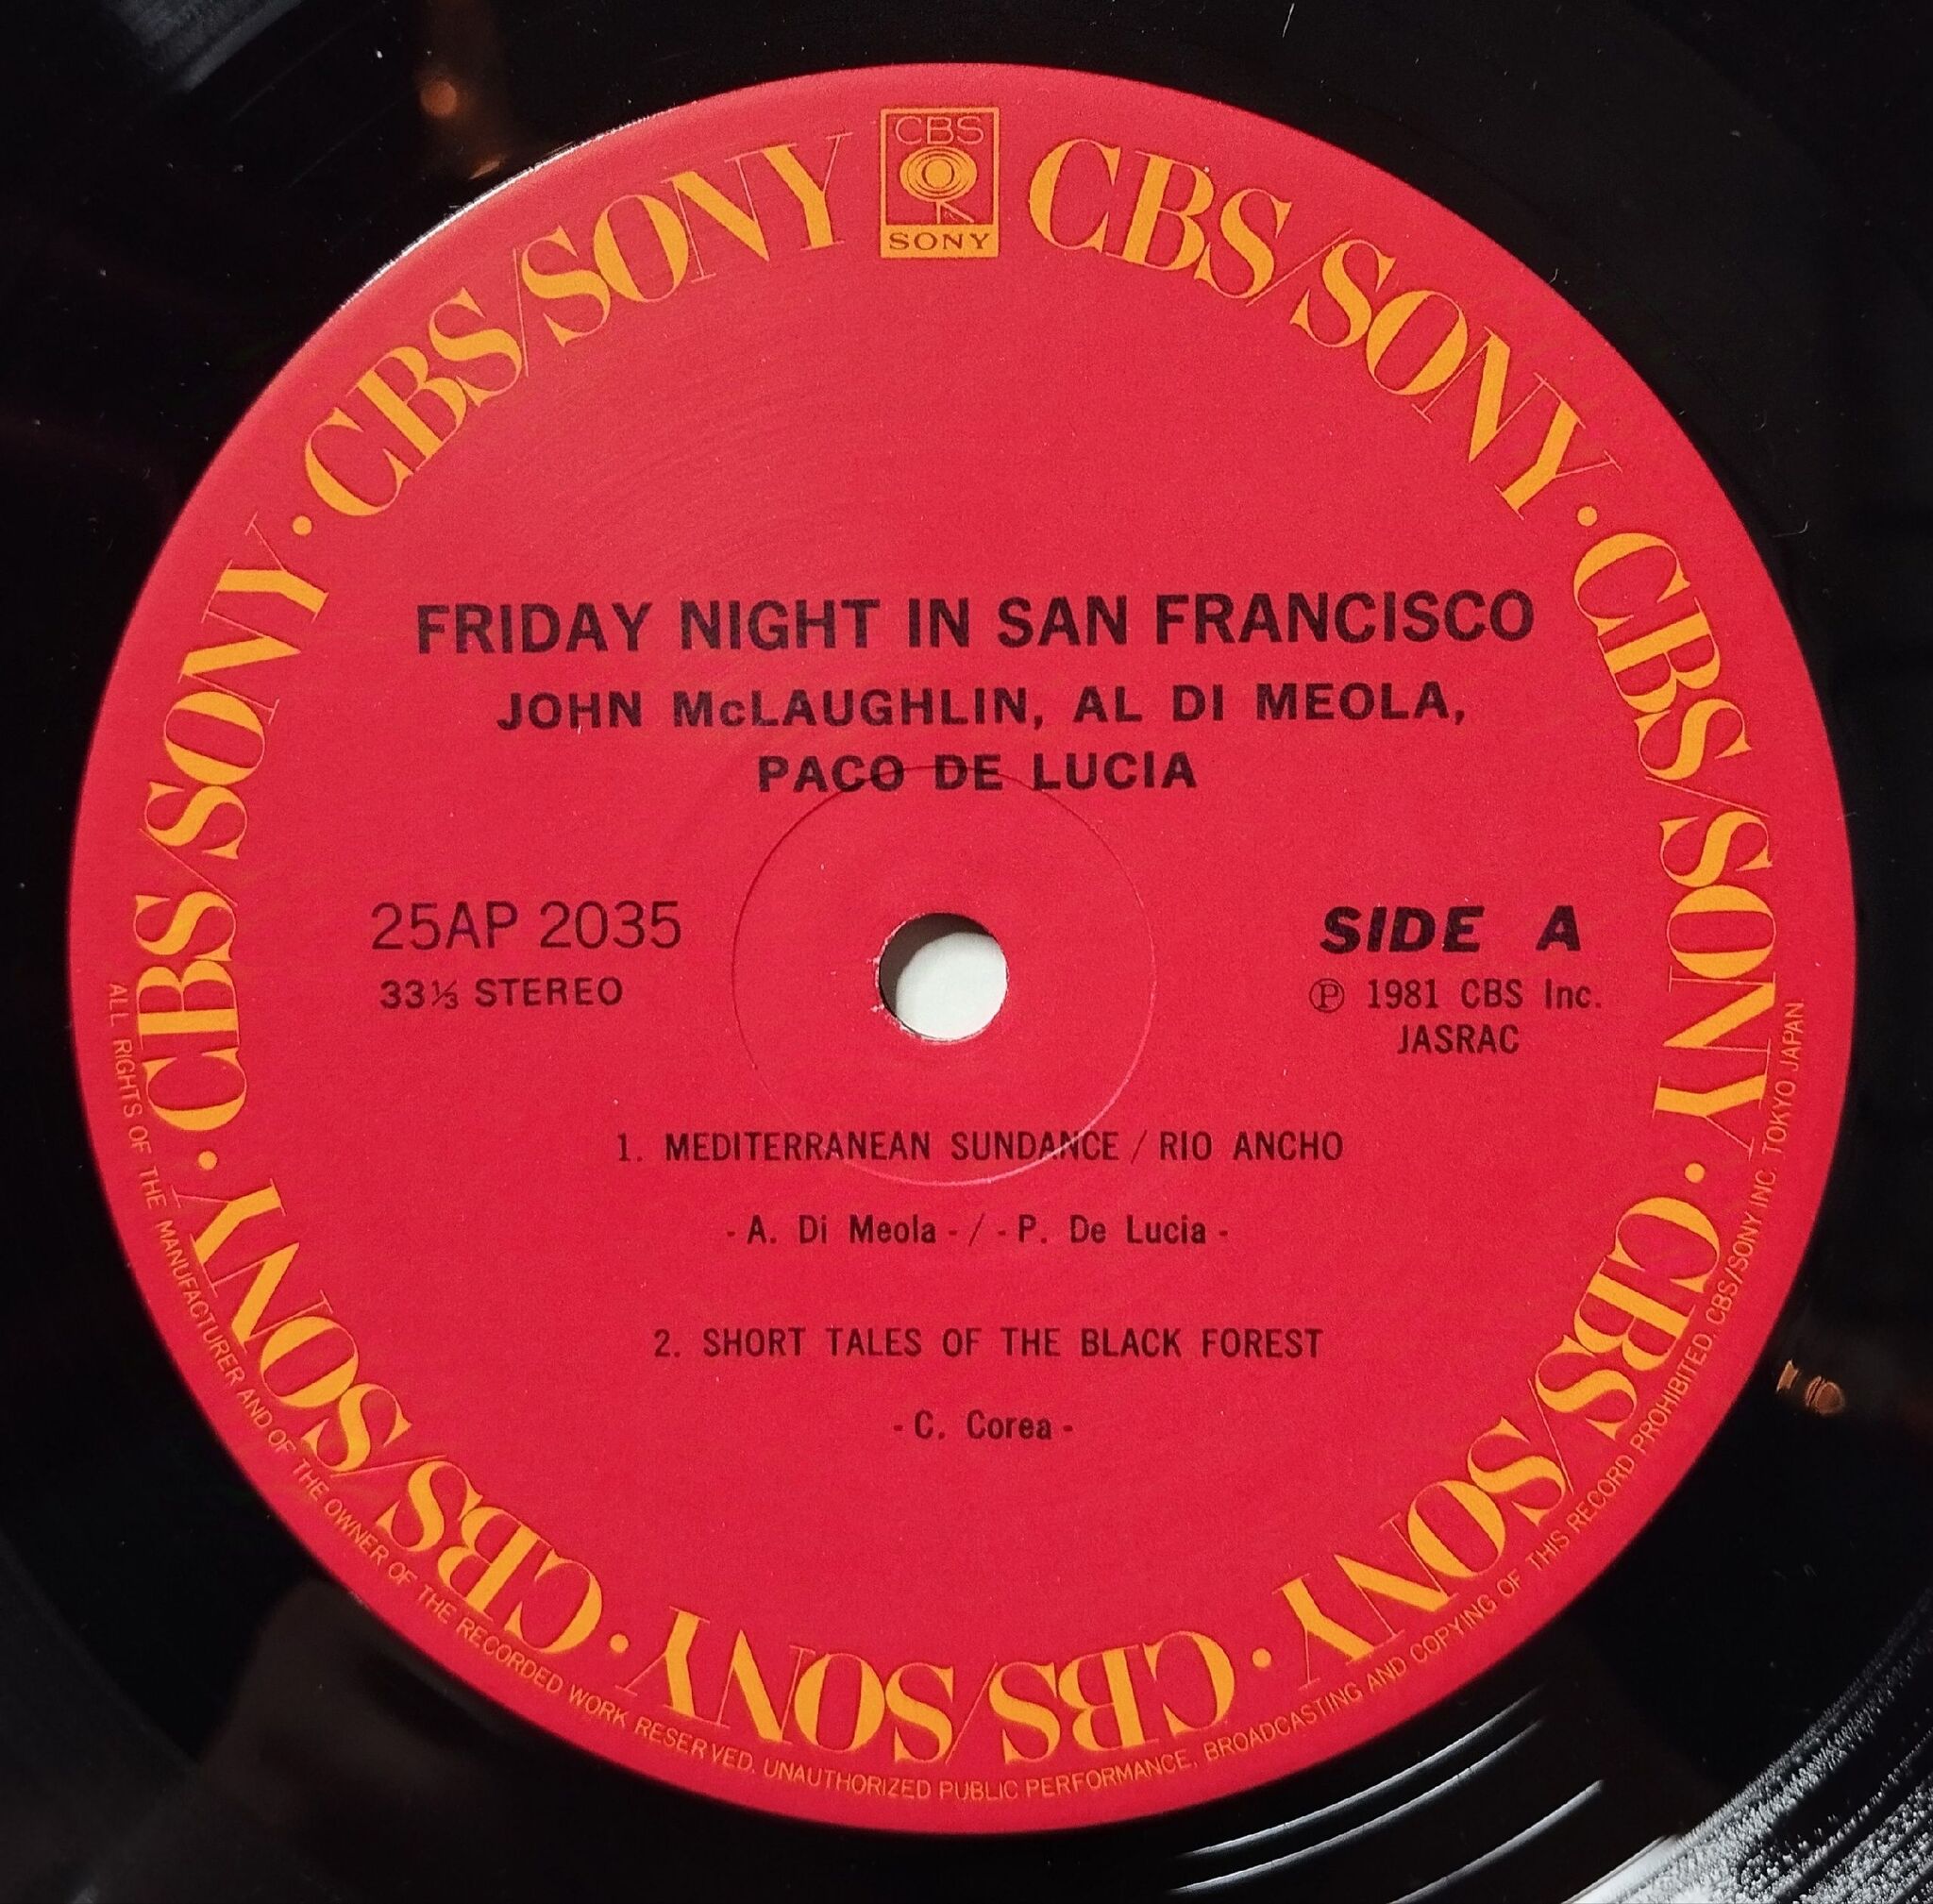 CBS
SONY
CBS/SONY · CBS/SONY · CBS/SONY · CBS/SONY · CBS/SONY · CBS/SONY · CBS/SONY
FRIDAY NIGHT IN SAN FRANCISCO
JOHN McLAUGHLIN, AL DI MEOLA,
PACO DE LUCIA
25AP 2035
33⅓ STEREO
SIDE A
Ⓟ 1981 CBS Inc.
JASRAC
1. MEDITERRANEAN SUNDANCE / RIO ANCHO
- A. Di Meola - / - P. De Lucia -
2. SHORT TALES OF THE BLACK FOREST
- C. Corea -
ALL RIGHTS OF THE MANUFACTURER AND OF THE OWNER OF THE RECORDED WORK RESERVED. UNAUTHORIZED PUBLIC PERFORMANCE, BROADCASTING AND COPYING OF THIS RECORD PROHIBITED. CBS/SONY INC. TOKYO JAPAN.